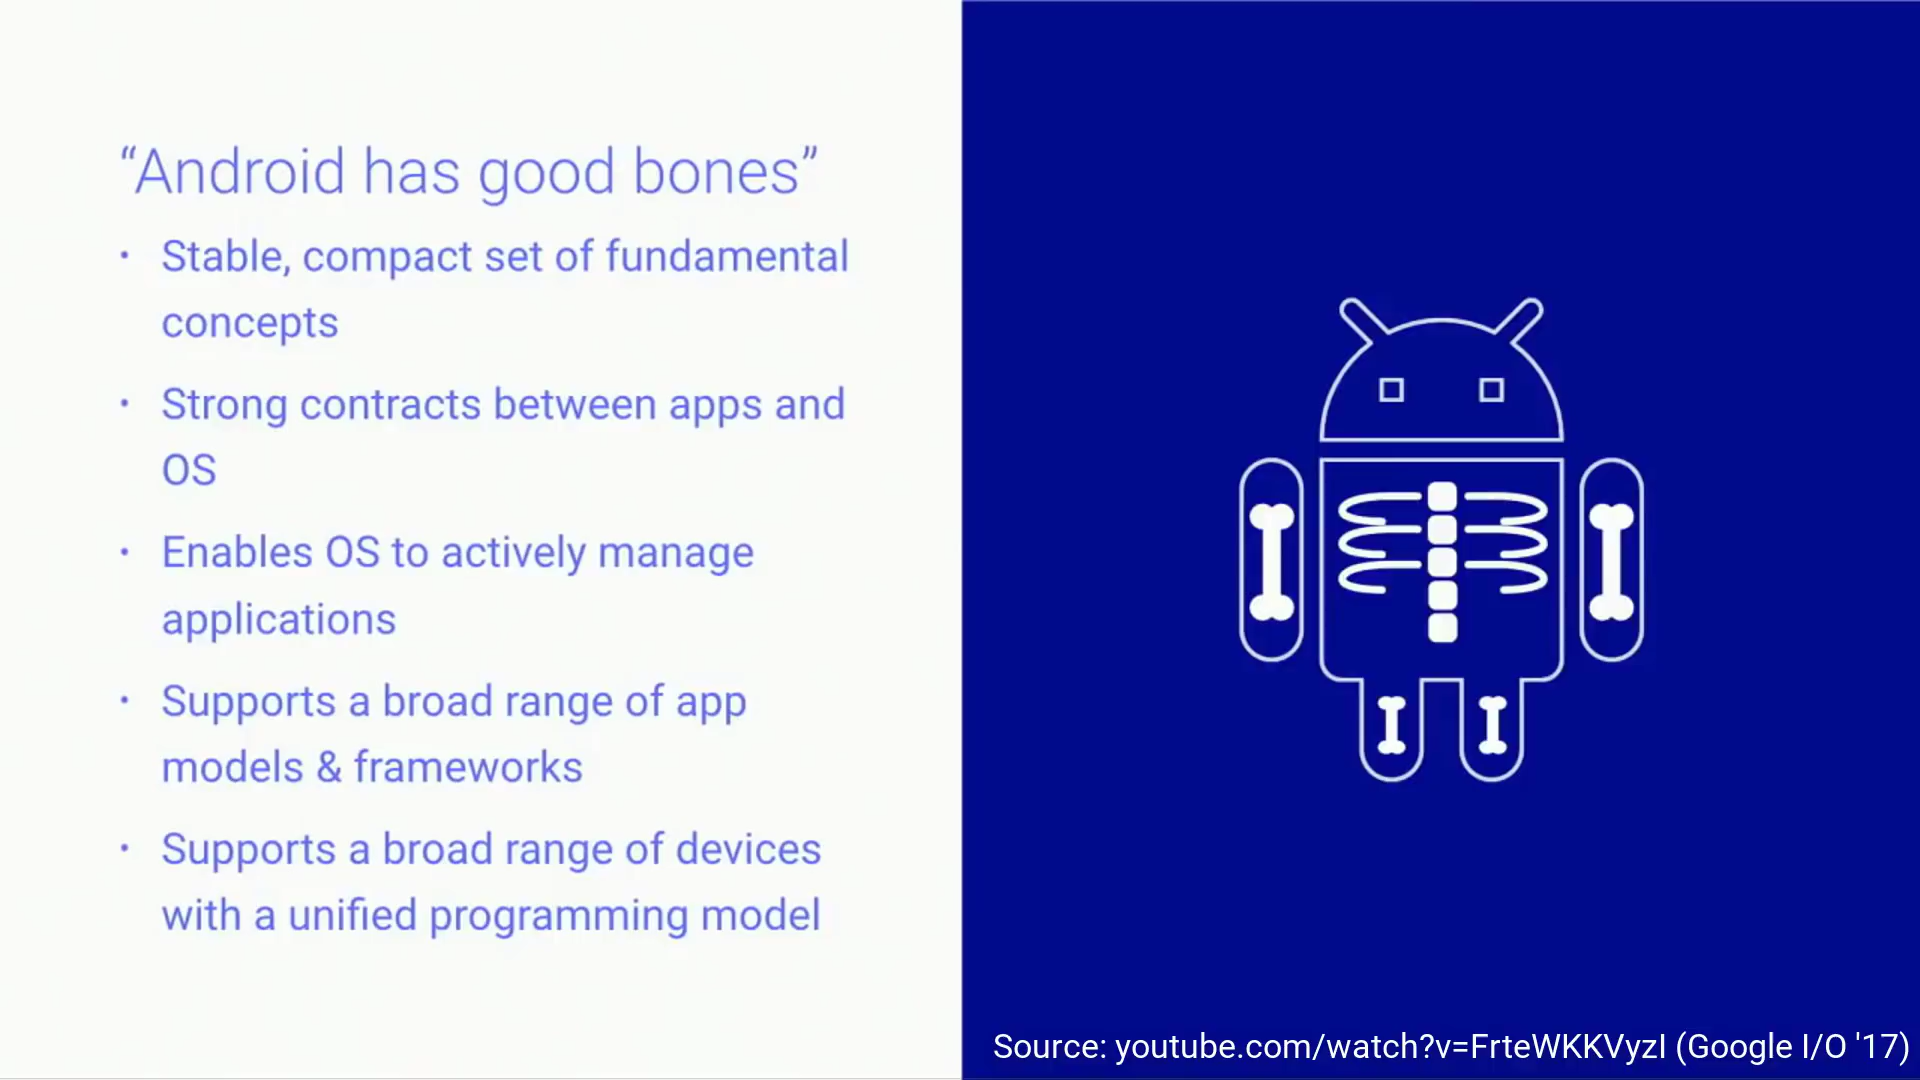 “Android has good bones”
• Stable, compact set of fundamental
concepts
• Strong contracts between apps and
OS
• Enables OS to actively manage
applications
• Supports a broad range of app
models & frameworks
• Supports a broad range of devices
with a unified programming model
Source: youtube.com/watch?v=FrteWKKVyzI (Google I/O '17)